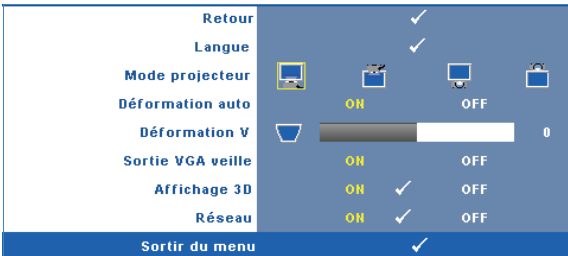 Retour
Langue
Mode projecteur
Déformation auto ON OFF
Déformation V 0
Sortie VGA veille ON OFF
Affichage 3D ON OFF
Réseau ON OFF
Sortir du menu